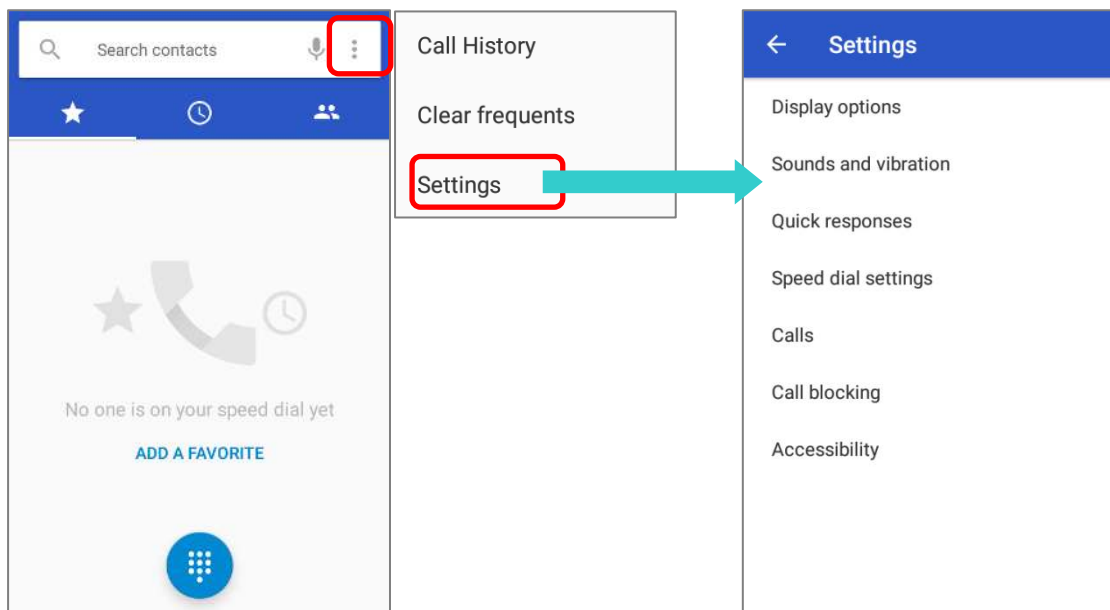 Search contacts
No one is on your speed dial yet
ADD A FAVORITE
Call History
Clear frequents
Settings
Settings
Display options
Sounds and vibration
Quick responses
Speed dial settings
Calls
Call blocking
Accessibility